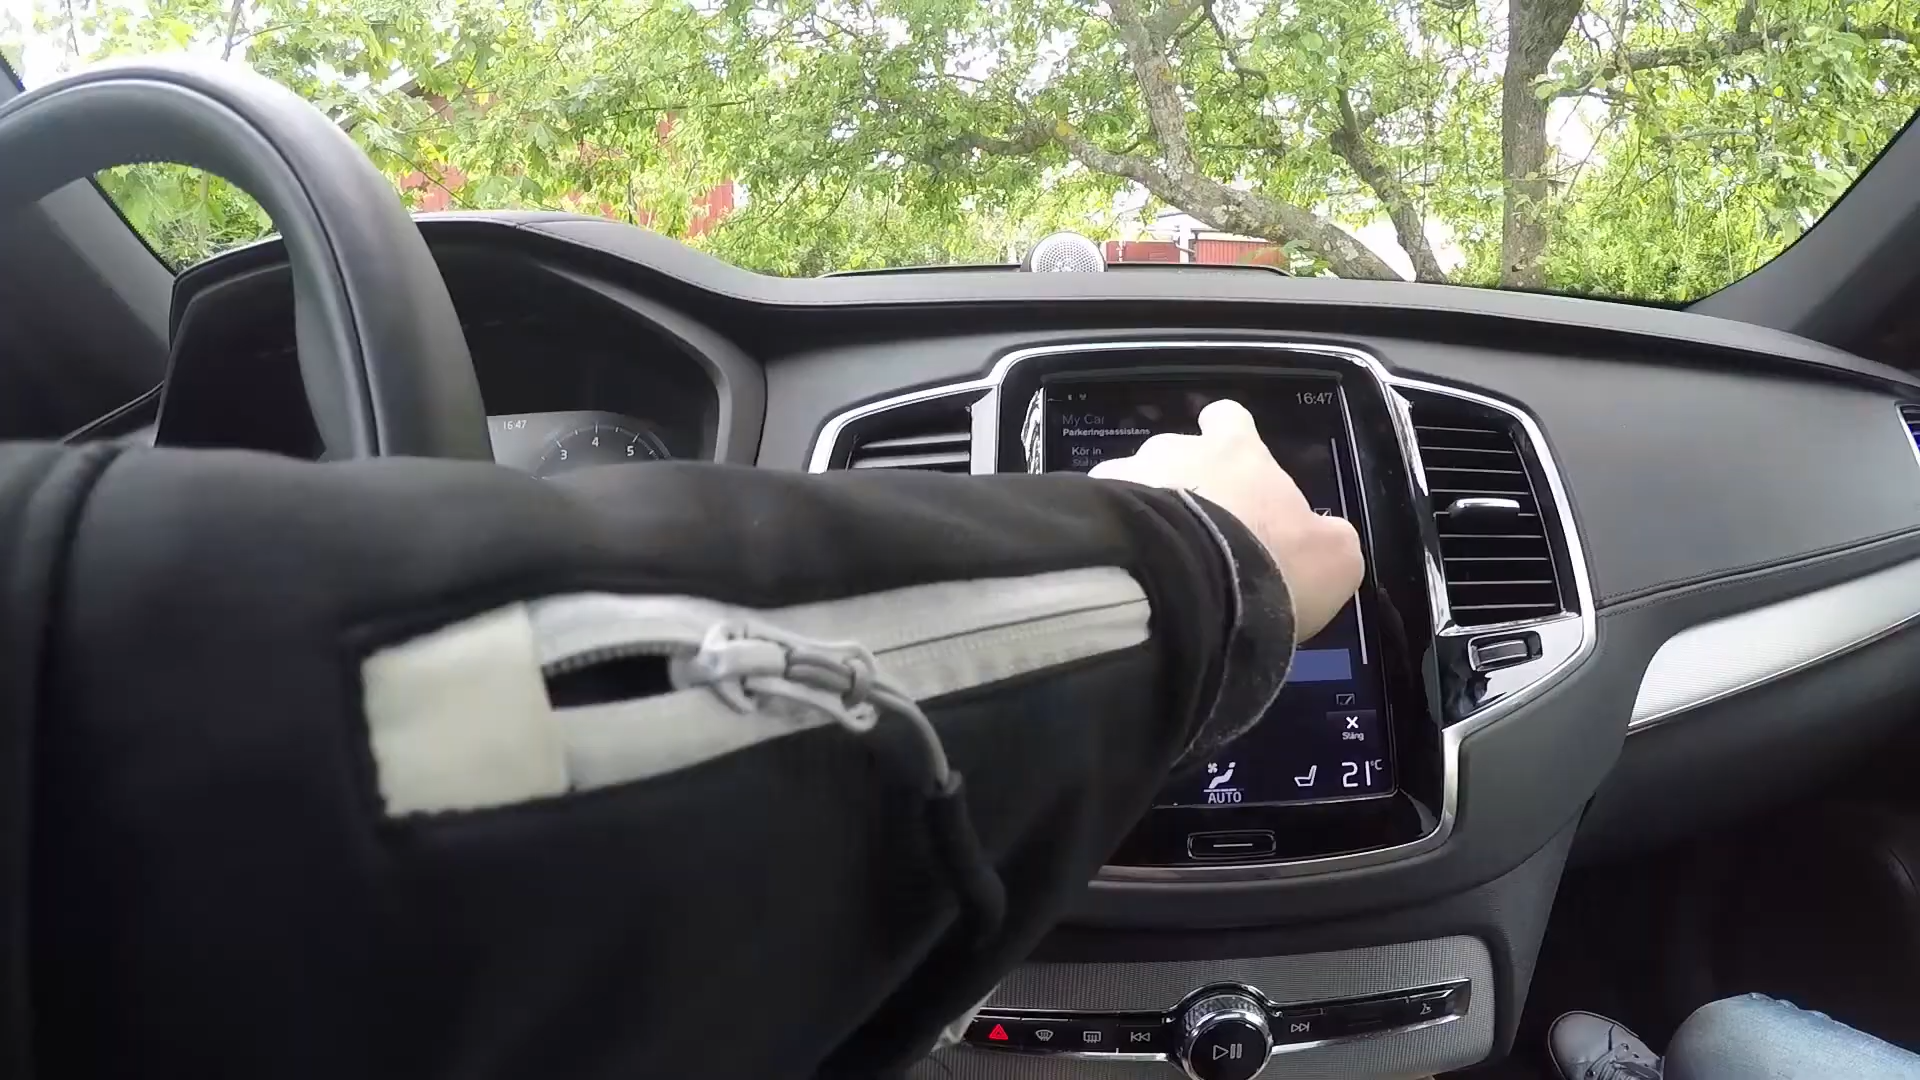 16:47
My Car
Parkeringsassistans
Kör in
16:47
3 4 5
Stäng
AUTO
21°C